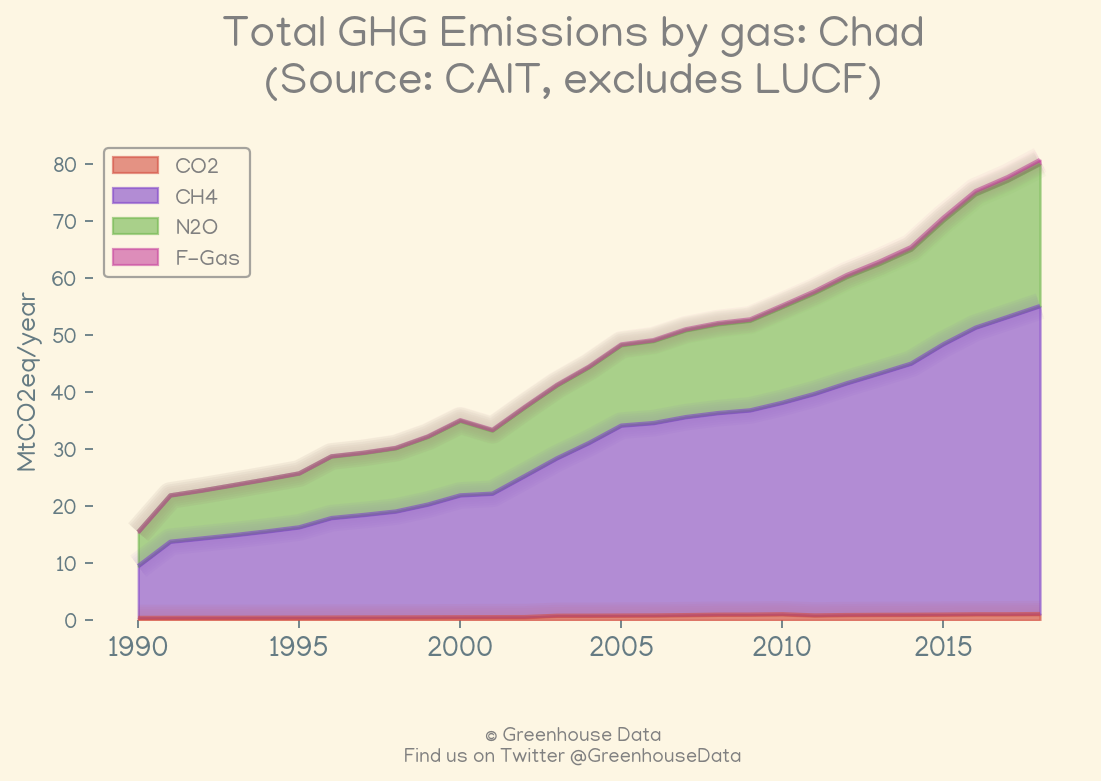 Total GHG Emissions by gas: Chad
(Source: CAIT, excludes LUCF)
CO2
CH4
N2O
F-Gas
MtCO2eq/year
80
70
60
50
40
30
20
10
0
1990 1995 2000 2005 2010 2015
© Greenhouse Data
Find us on Twitter @GreenhouseData